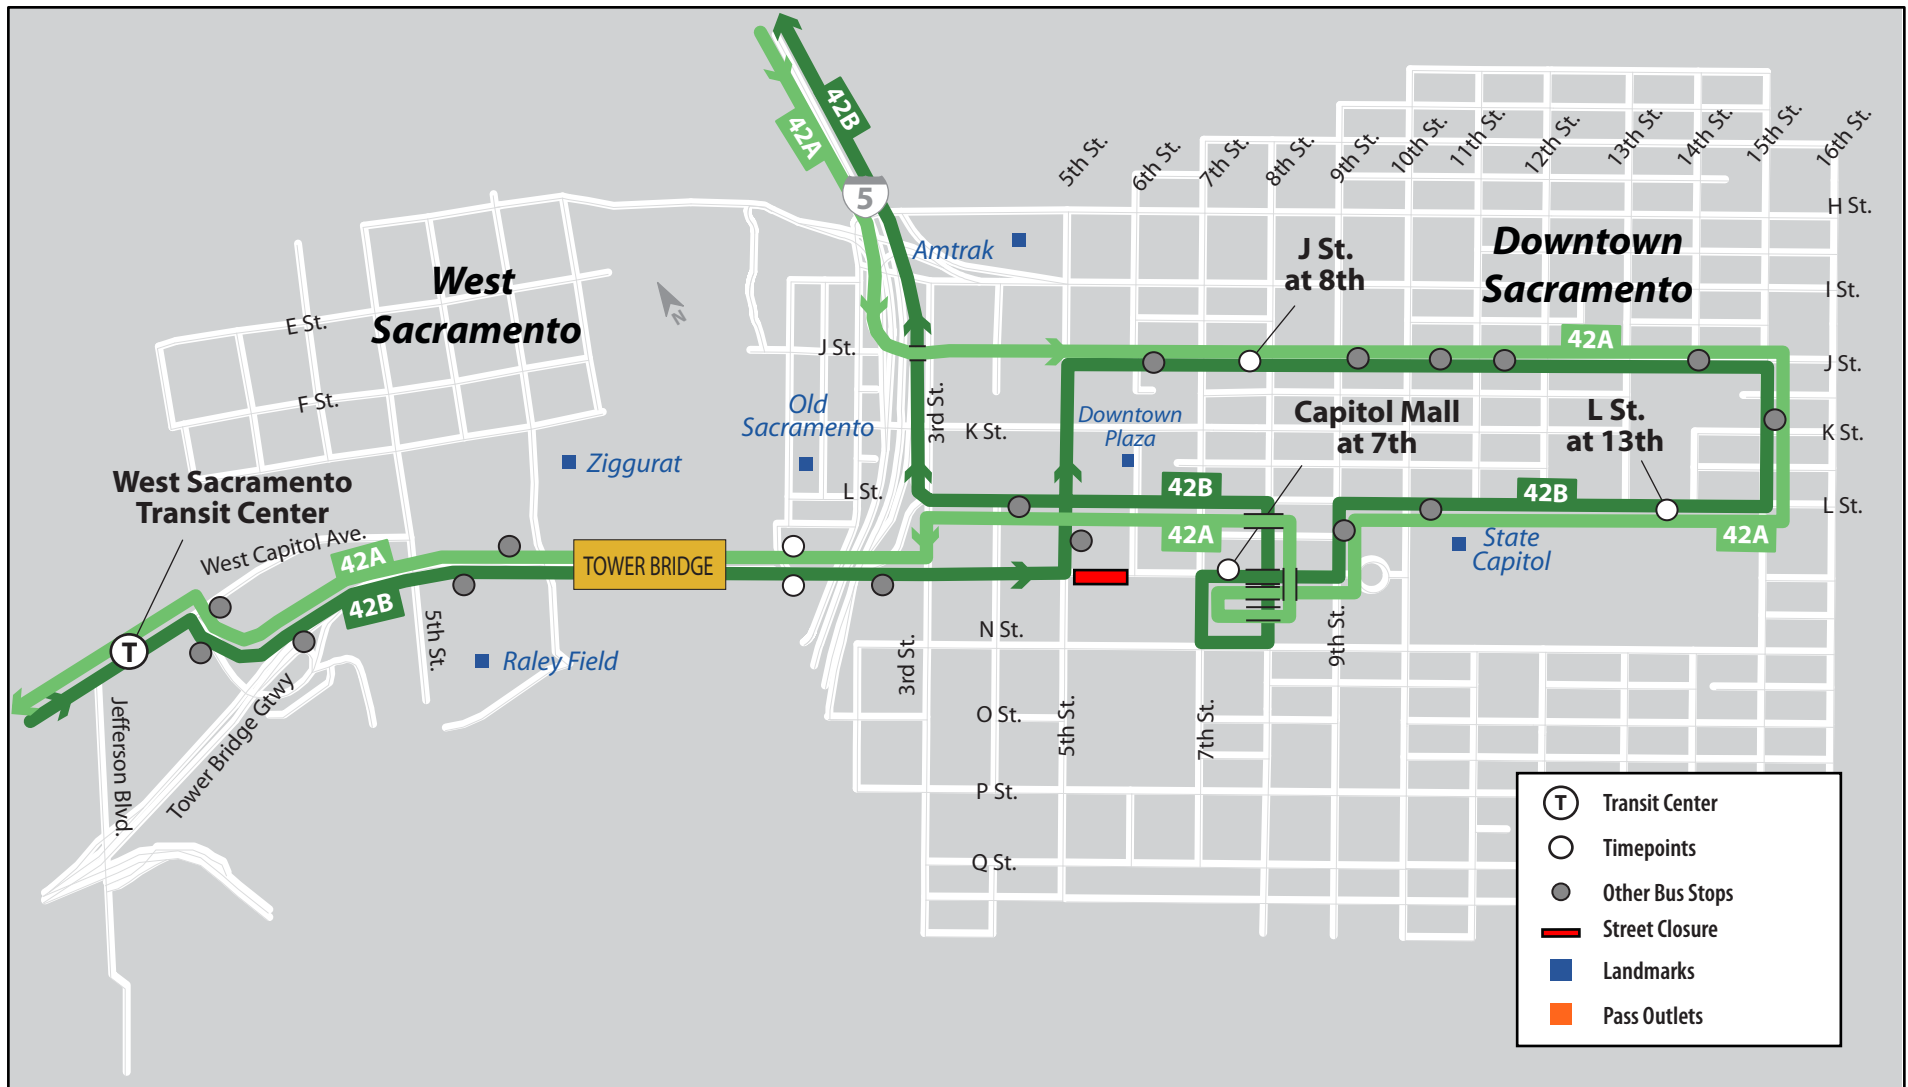 42B
42A
5
5th St.
6th St.
7th St.
8th St.
9th St.
10th St.
11th St.
12th St.
13th St.
14th St.
15th St.
16th St.
H St.
Amtrak
J St.
at 8th
Downtown
Sacramento
West
Sacramento
N
I St.
E St.
J St.
42A
J St.
F St.
Old
Sacramento
3rd St.
K St.
Downtown
Plaza
Capitol Mall
at 7th
L St.
at 13th
K St.
Ziggurat
West Sacramento
Transit Center
L St.
42B
42B
L St.
West Capitol Ave.
42A
42A
42A
State
Capitol
TOWER BRIDGE
42B
5th St.
T
Raley Field
N St.
3rd St.
9th St.
Jefferson Blvd.
Tower Bridge Gtwy
O St.
5th St.
7th St.
P St.
Q St.
T
Transit Center
Timepoints
Other Bus Stops
Street Closure
Landmarks
Pass Outlets